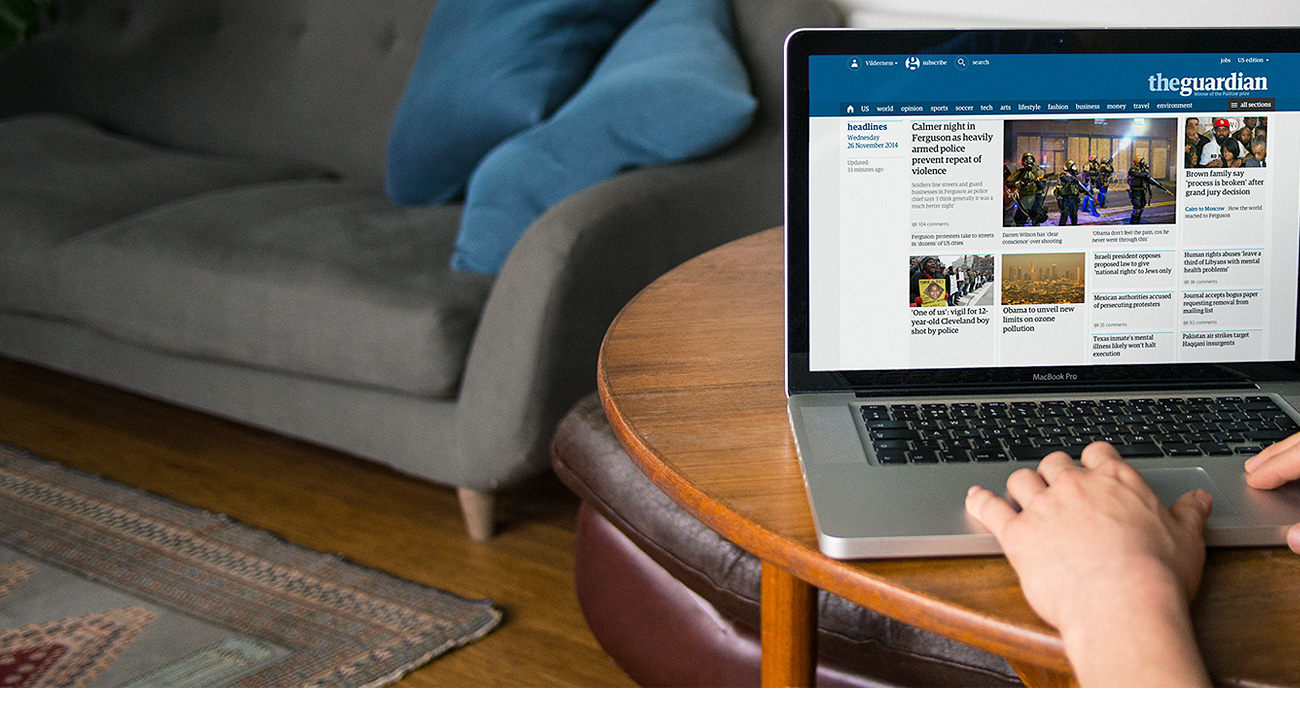 Vilderness
subscribe
search
jobs
US edition
theguardian
Winner of the Pulitzer prize
US world opinion sports soccer tech arts lifestyle fashion business money travel environment
all sections
headlines
Wednesday
26 November 2014
Updated:
33 minutes ago
Calmer night in
Ferguson as heavily
armed police
prevent repeat of
violence
Soldiers line streets and guard
businesses in Ferguson as police
chief says 'I think generally it was a
much better night'
104 comments
Ferguson: protesters take to streets
in 'dozens' of US cities
Darren Wilson has 'clear
conscience' over shooting
'Obama don't feel the pain, cos he
never went through this'
Brown family say
'process is broken' after
grand jury decision
Cairo to Moscow / How the world
reacted to Ferguson
'One of us': vigil for 12-
year-old Cleveland boy
shot by police
Obama to unveil new
limits on ozone
pollution
Israeli president opposes
proposed law to give
'national rights' to Jews only
Mexican authorities accused
of persecuting protesters
35 comments
Texas inmate's mental
illness likely won't halt
execution
Human rights abuses 'leave a
third of Libyans with mental
health problems'
36 comments
Journal accepts bogus paper
requesting removal from
mailing list
92 comments
Pakistan air strikes target
Haqqani insurgents
MacBook Pro